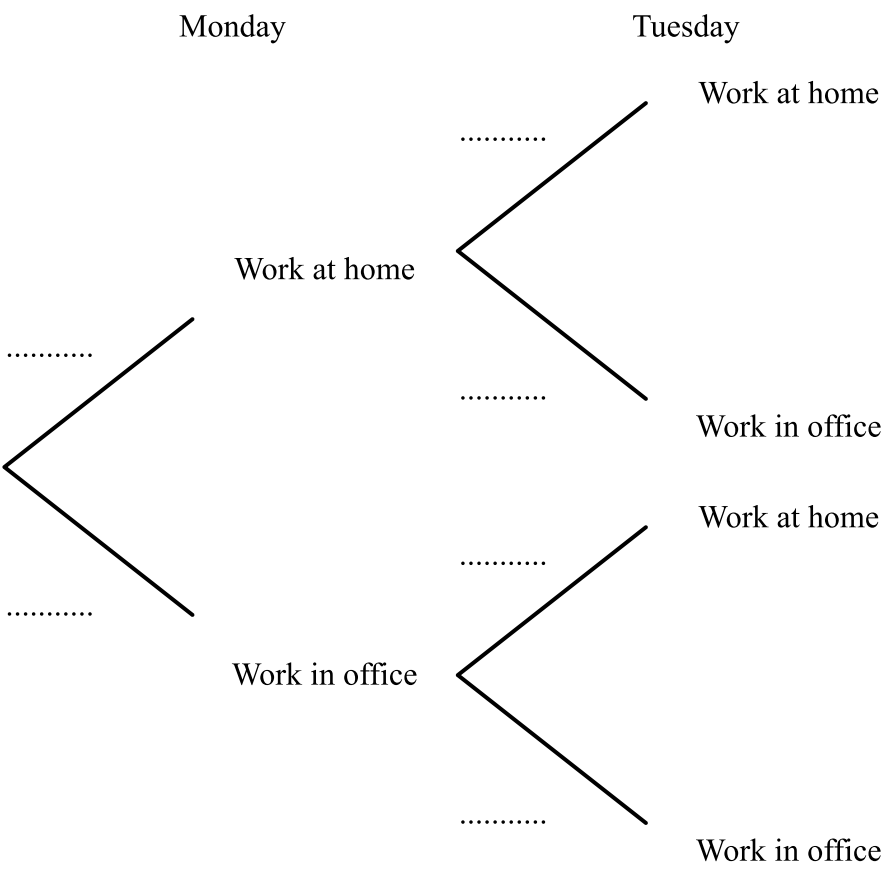 Monday Tuesday
Work at home
...........
Work at home
...........
...........
Work in office
Work at home
...........
...........
Work in office
...........
Work in office